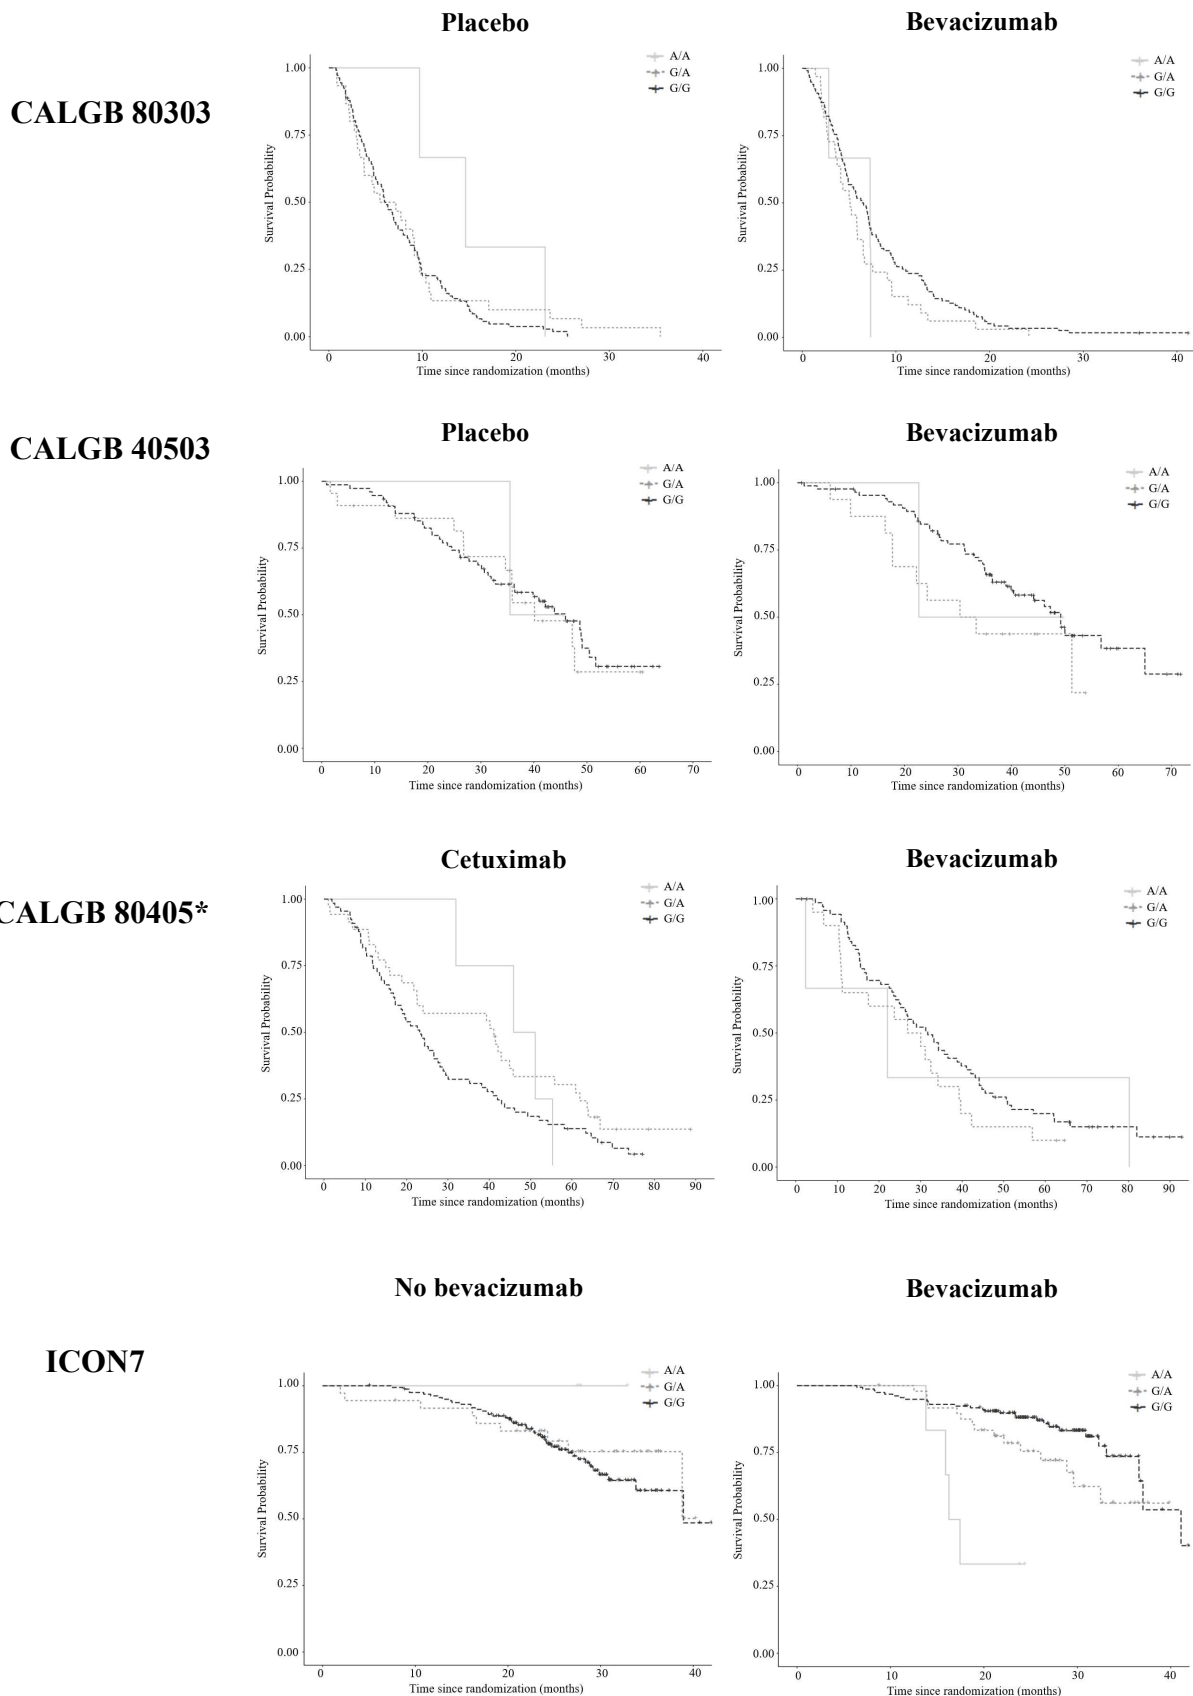 Placebo
Bevacizumab
CALGB 80303
1.00
0.75
0.50
0.25
0.00
Survival Probability
0 10 20 30 40
Time since randomization (months)
A/A
G/A
G/G
1.00
0.75
0.50
0.25
0.00
Survival Probability
0 10 20 30 40
Time since randomization (months)
A/A
G/A
G/G
Placebo
Bevacizumab
CALGB 40503
1.00
0.75
0.50
0.25
0.00
Survival Probability
0 10 20 30 40 50 60 70
Time since randomization (months)
A/A
G/A
G/G
1.00
0.75
0.50
0.25
0.00
Survival Probability
0 10 20 30 40 50 60 70
Time since randomization (months)
A/A
G/A
G/G
Cetuximab
Bevacizumab
CALGB 80405*
1.00
0.75
0.50
0.25
0.00
Survival Probability
0 10 20 30 40 50 60 70 80 90
Time since randomization (months)
A/A
G/A
G/G
1.00
0.75
0.50
0.25
0.00
Survival Probability
0 10 20 30 40 50 60 70 80 90
Time since randomization (months)
A/A
G/A
G/G
No bevacizumab
Bevacizumab
ICON7
1.00
0.75
0.50
0.25
0.00
Survival Probability
0 10 20 30 40
Time since randomization (months)
A/A
G/A
G/G
1.00
0.75
0.50
0.25
0.00
Survival Probability
0 10 20 30 40
Time since randomization (months)
A/A
G/A
G/G